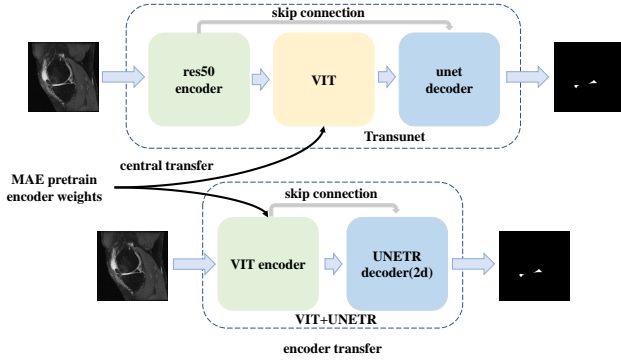 skip connection
res50
encoder
VIT
unet
decoder
Transunet
central transfer
MAE pretrain
encoder weights
skip connection
VIT encoder
UNETR
decoder(2d)
VIT+UNETR
encoder transfer